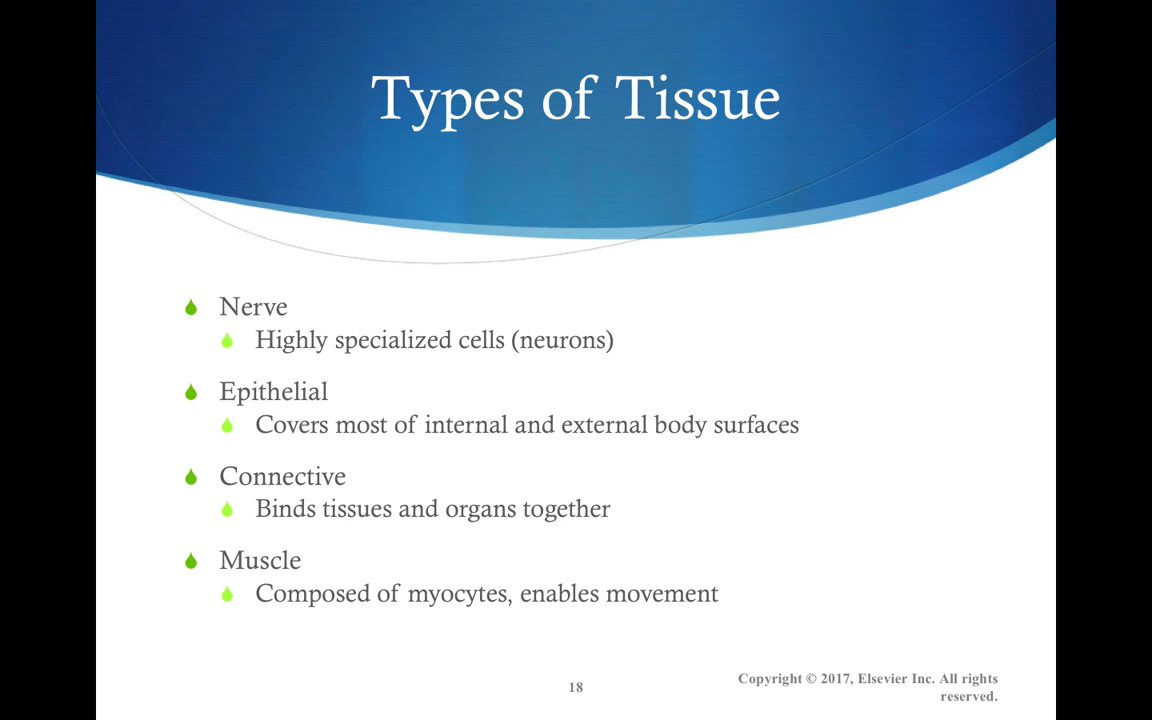 Types of Tissue
Nerve
Highly specialized cells (neurons)
Epithelial
Covers most of internal and external body surfaces
Connective
Binds tissues and organs together
Muscle
Composed of myocytes, enables movement
18
Copyright © 2017, Elsevier Inc. All rights
reserved.